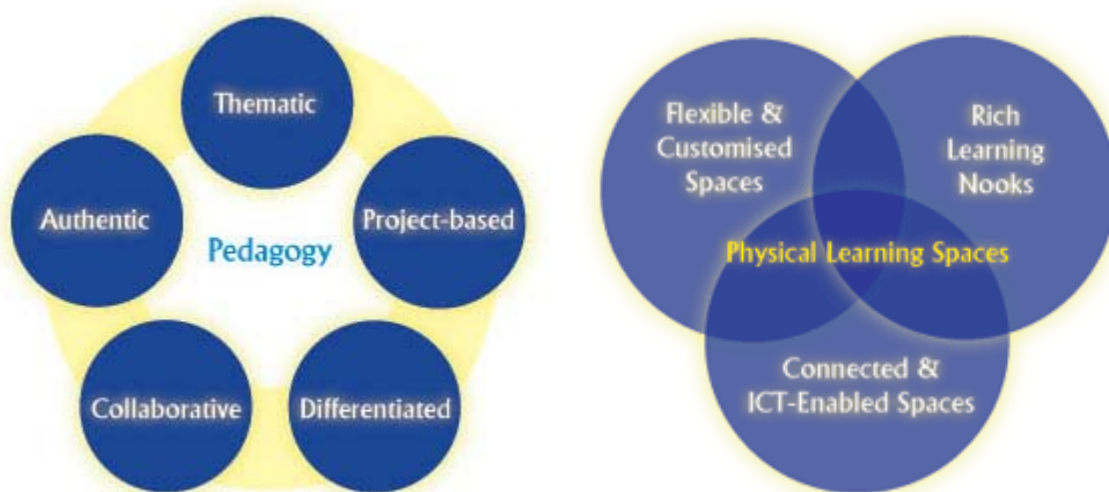 Thematic
Authentic
Project-based
Pedagogy
Collaborative
Differentiated
Flexible &
Customised
Spaces
Rich
Learning
Nooks
Physical Learning Spaces
Connected &
ICT-Enabled Spaces